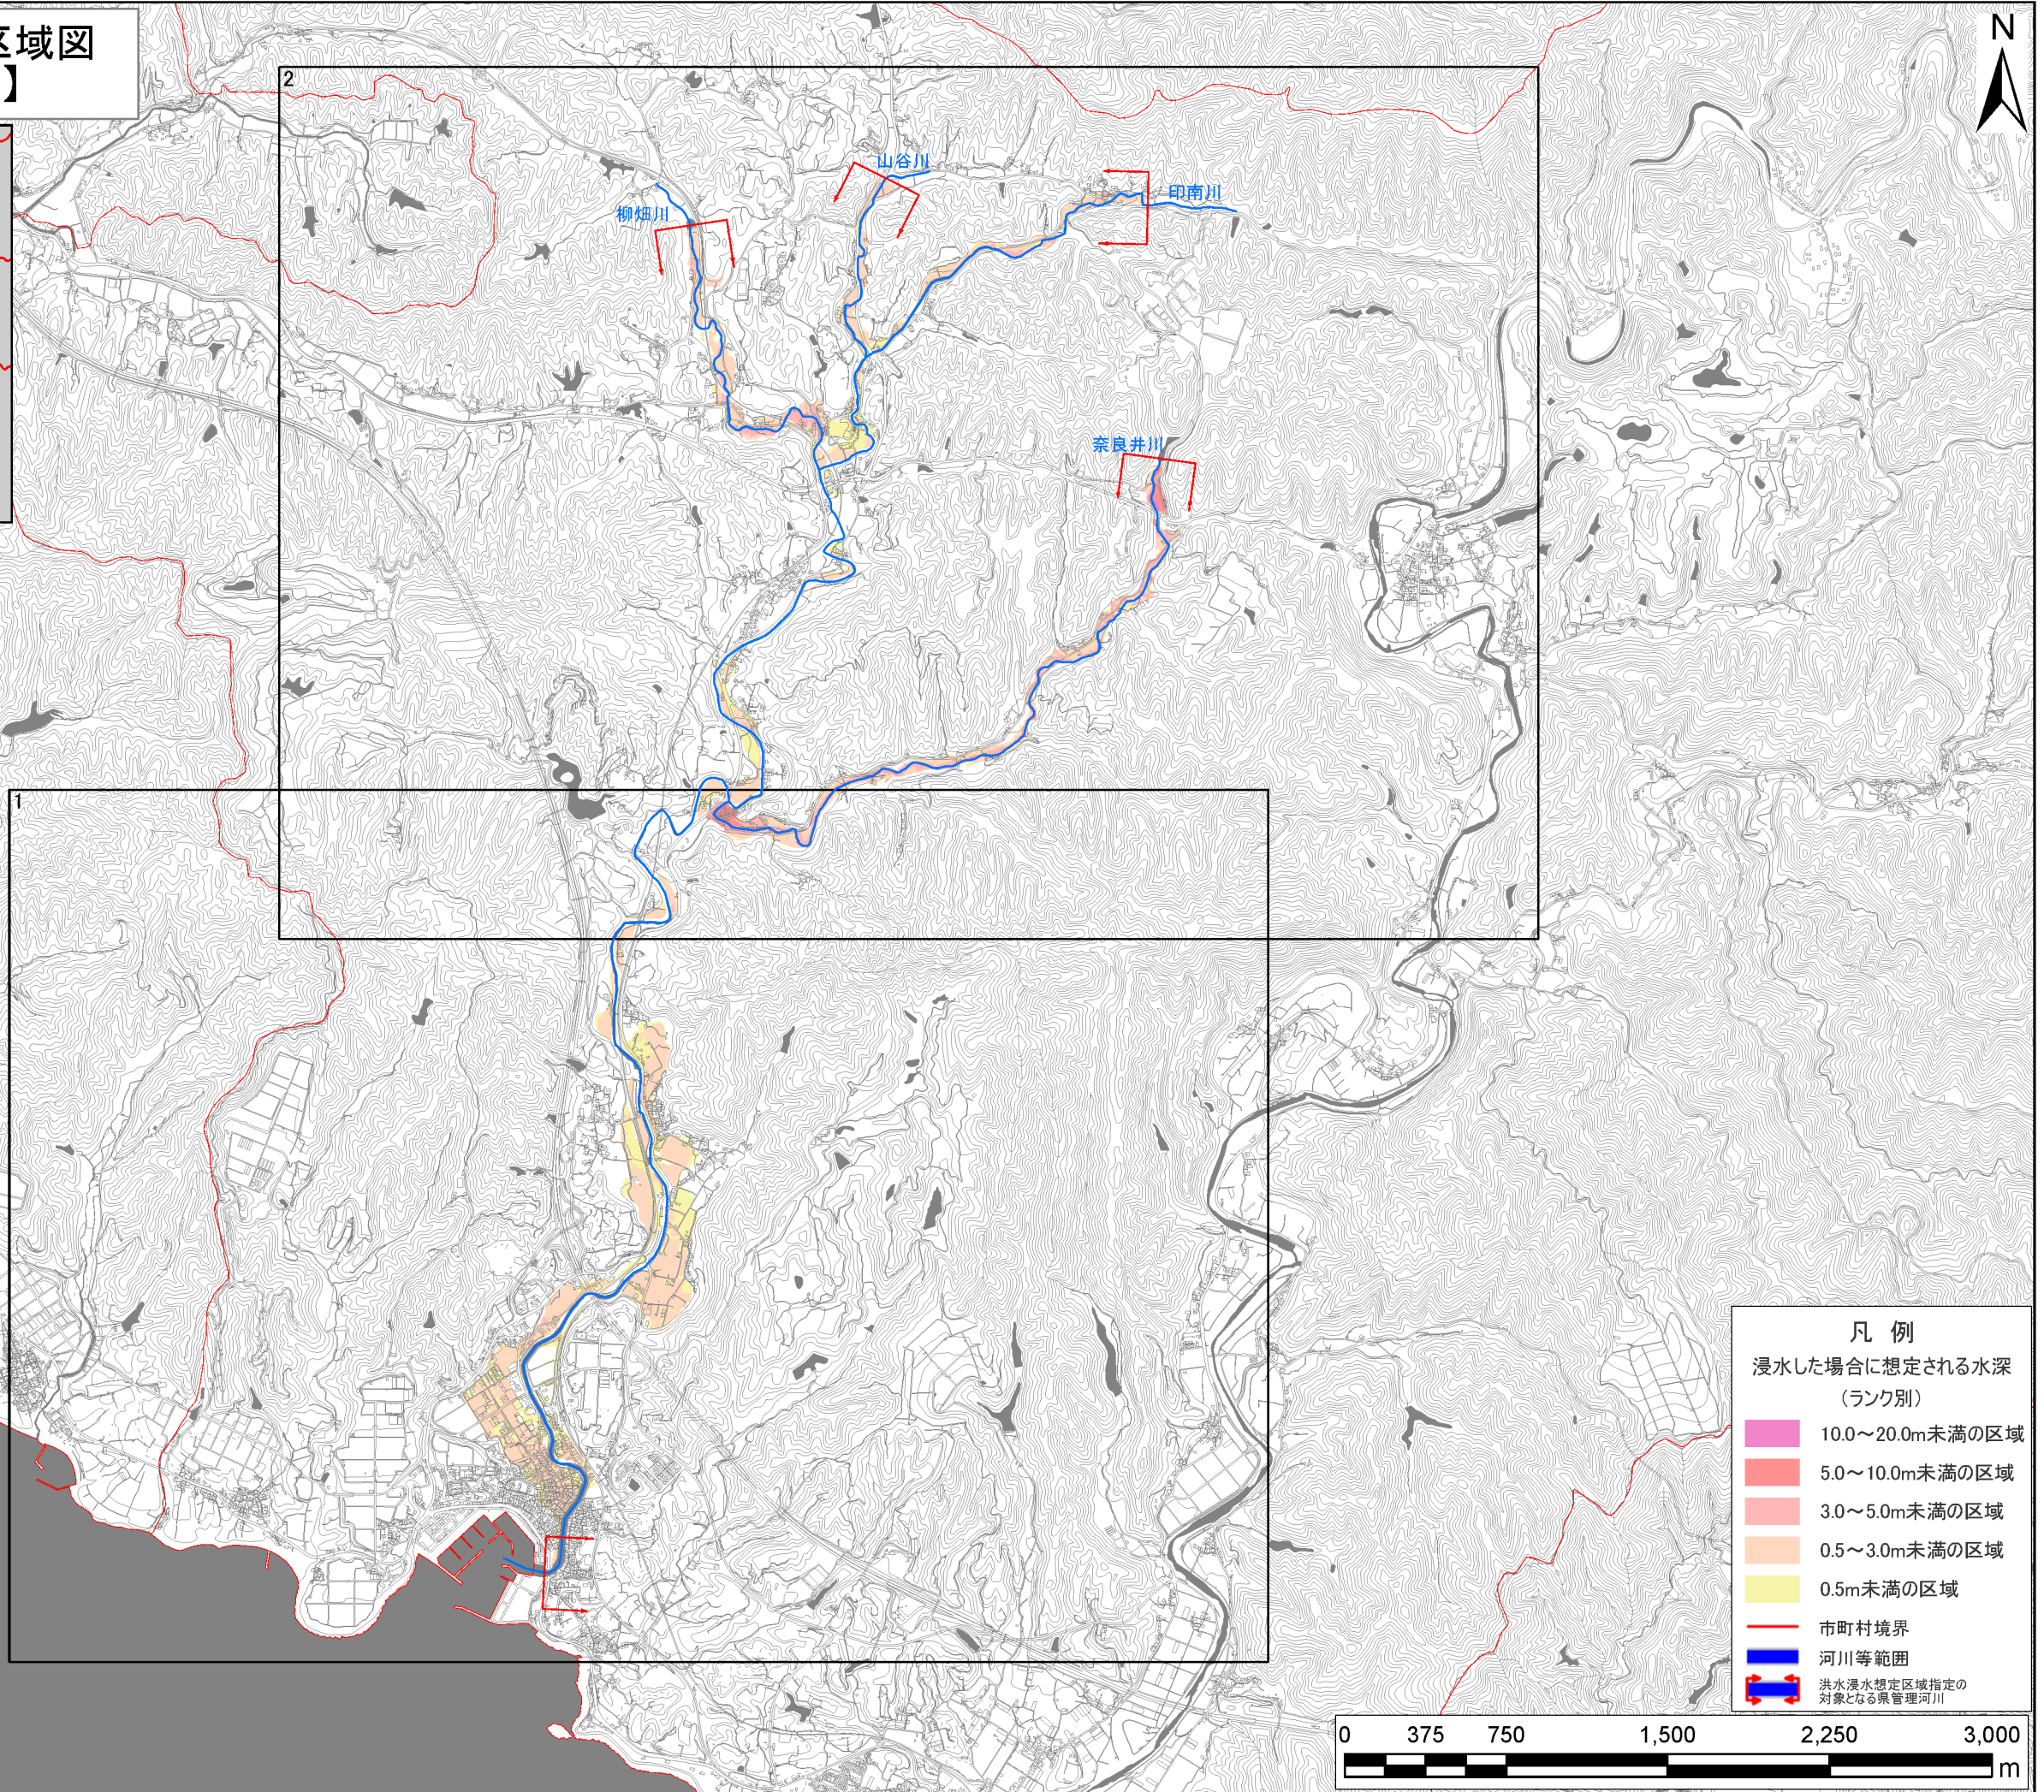 区域図
】
N
2
山谷川
印南川
柳畑川
奈良井川
1
凡 例
浸水した場合に想定される水深
(ランク別)
10.0～20.0m未満の区域
5.0～10.0m未満の区域
3.0～5.0m未満の区域
0.5～3.0m未満の区域
0.5m未満の区域
市町村境界
河川等範囲
洪水浸水想定区域指定の
対象となる県管理河川
0 375 750 1,500 2,250 3,000
m